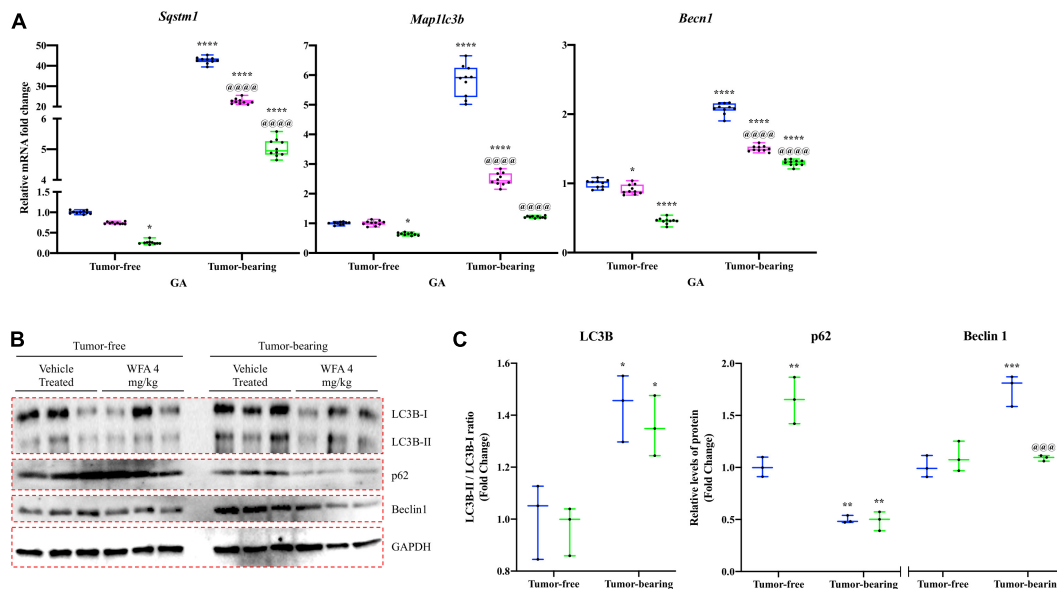 A
Sqstm1
Map1lc3b
Becn1
Relative mRNA fold change
50
40
30
20
10
5
1.5
1.0
0.5
0.0
****
****
@@@@
****
@@@@
*
Tumor-free
Tumor-bearing
GA
7
6
5
4
3
2
1
0
****
****
@@@@
@@@@
*
Tumor-free
Tumor-bearing
GA
3
2
1
0
****
****
@@@@
****
@@@@
*
****
Tumor-free
Tumor-bearing
GA
B
Tumor-free
Tumor-bearing
Vehicle
Treated
WFA 4
mg/kg
Vehicle
Treated
WFA 4
mg/kg
LC3B-I
LC3B-II
p62
Beclin1
GAPDH
C
LC3B
p62
Beclin 1
LC3B-II / LC3B-I ratio
(Fold Change)
1.6
1.4
1.2
1.0
0.8
*
*
Tumor-free
Tumor-bearing
Relative levels of protein
(Fold Change)
2.0
1.5
1.0
0.5
0.0
**
**
**
Tumor-free
Tumor-bearing
***
@@@
Tumor-free
Tumor-bearin